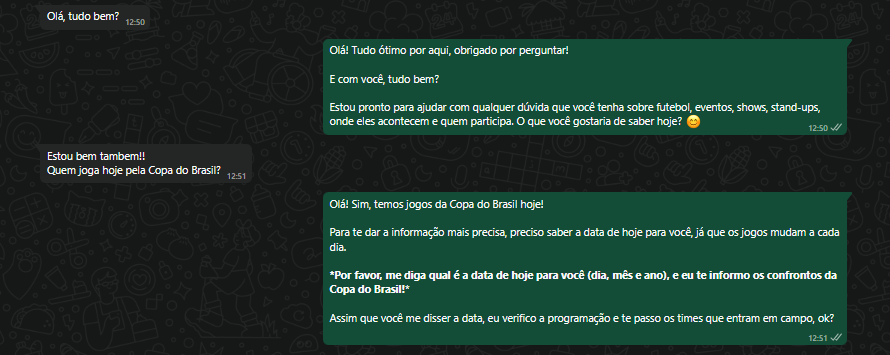 Olá, tudo bem?
12:50
Olá! Tudo ótimo por aqui, obrigado por perguntar!
E com você, tudo bem?
Estou pronto para ajudar com qualquer dúvida que você tenha sobre futebol, eventos, shows, stand-ups,
onde eles acontecem e quem participa. O que você gostaria de saber hoje? 😊
12:50
Estou bem tambem!!
Quem joga hoje pela Copa do Brasil?
12:51
Olá! Sim, temos jogos da Copa do Brasil hoje!
Para te dar a informação mais precisa, preciso saber a data de hoje para você, já que os jogos mudam a cada
dia.
*Por favor, me diga qual é a data de hoje para você (dia, mês e ano), e eu te informo os confrontos da
Copa do Brasil!*
Assim que você me disser a data, eu verifico a programação e te passo os times que entram em campo, ok?
12:51